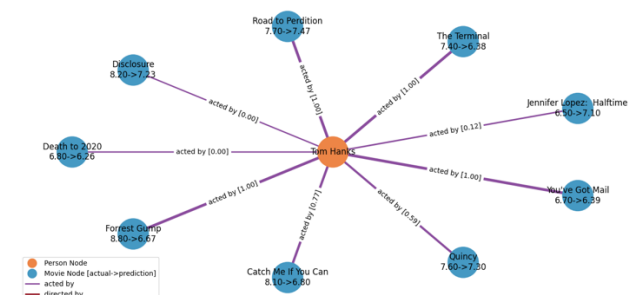 Road to Perdition
7.70->7.47
The Terminal
7.40->6.38
Disclosure
8.20->7.23
Jennifer Lopez: Halftime
6.50->7.10
Death to 2020
6.80->6.26
Tom Hanks
You've Got Mail
6.70->6.39
Forrest Gump
8.80->6.67
Catch Me If You Can
8.10->6.80
Quincy
7.60->7.30
acted by [1.00]
acted by [1.00]
acted by [0.00]
acted by [0.12]
acted by [0.00]
acted by [1.00]
acted by [1.00]
acted by [0.77]
acted by [0.59]
Person Node
Movie Node [actual->prediction]
acted by
directed by